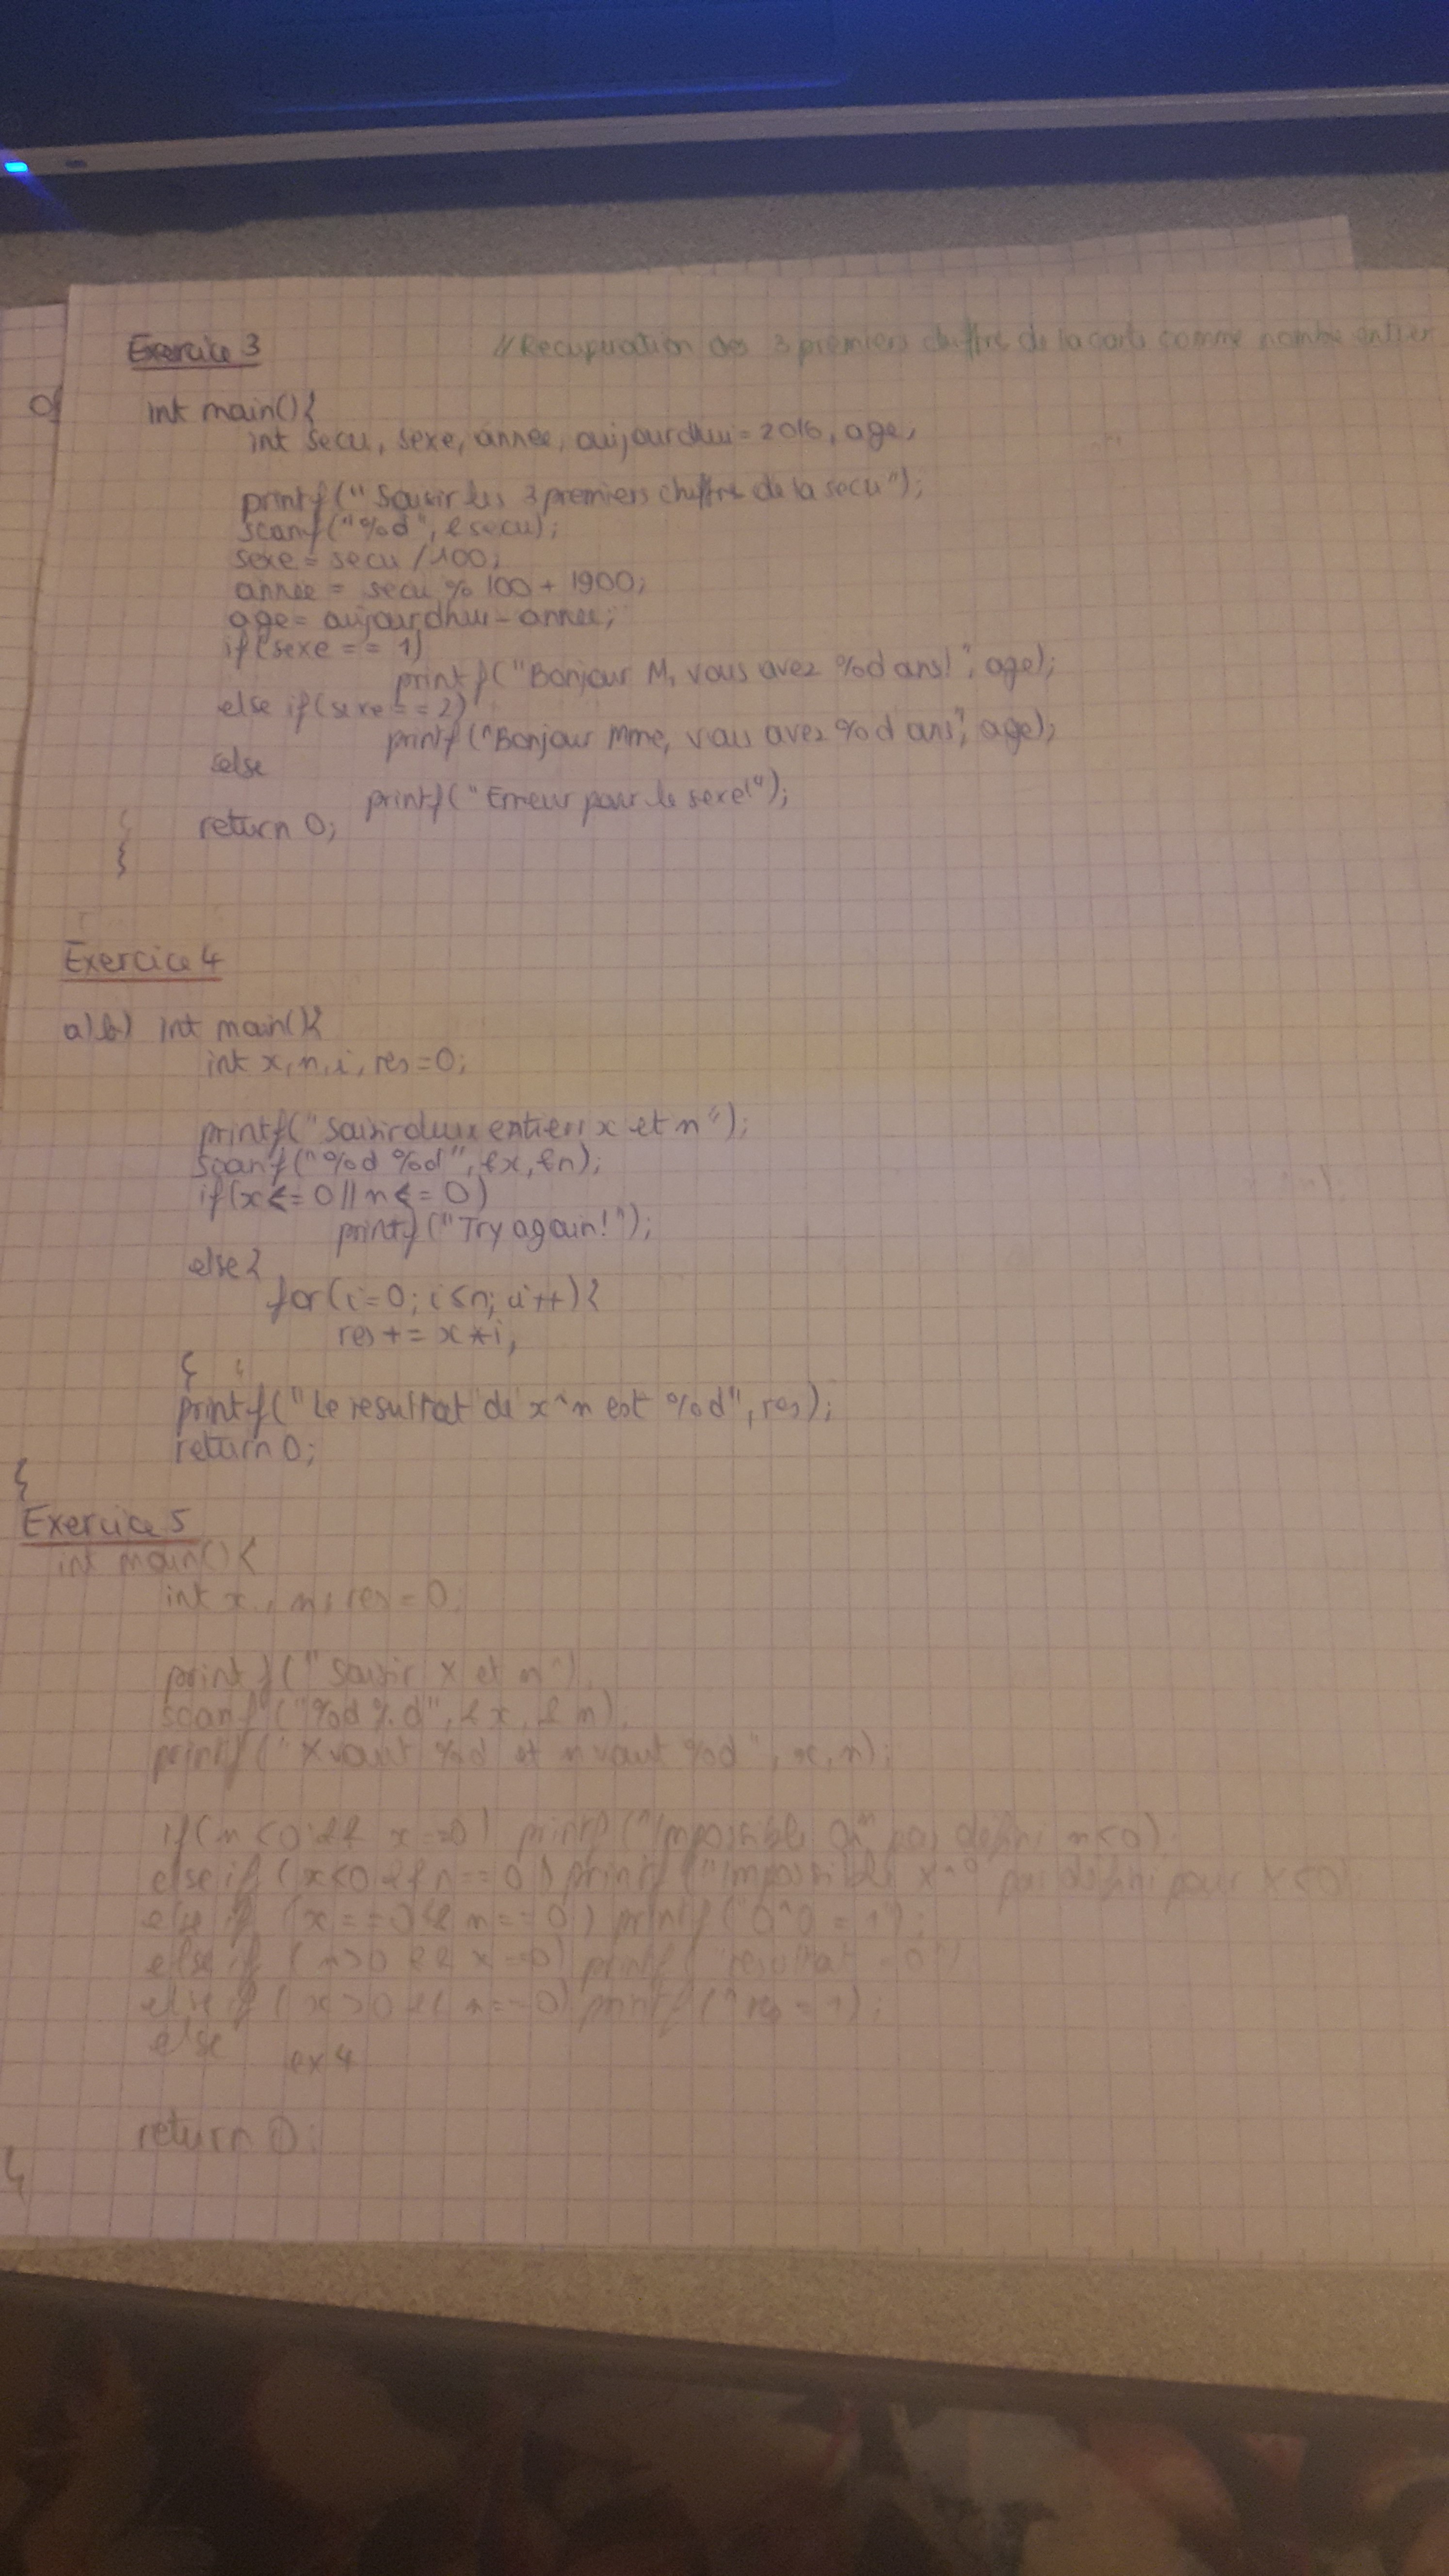 Exercice 3
// Recuperation des 3 premiers chiffre de la carte comme nombre entier
int main(){
int secu, sexe, annee, aujourdhui=2016, age;
printf("Saisir les 3 premiers chiffre de la secu");
scanf("%d", &secu);
sexe = secu /100;
annee = secu % 100 + 1900;
age= aujourdhui-annee;
if(sexe == 1)
printf("Bonjour M, vous avez %d ans!", age);
else if(sexe == 2)
printf("Bonjour Mme, vous avez %d ans", age);
else
printf("Erreur pour le sexe!");
return 0;
}
Exercice 4
a)b) int main(){
int x,n,i, res=0;
printf("Saisir deux entiers x et n");
scanf("%d %d", &x, &n);
if(x<= 0 || n<= 0)
printf("Try again!");
else{
for(i=0; i<n; i++){
res += x*i;
}
printf("Le resultat de x^n est %d", res);
return 0;
}
Exercice 5
int main(){
int x, n, res=0;
printf("Saisir x et n");
scanf("%d %d", &x, &n);
printf("X vaut %d et n vaut %d", x, n);
if(n<0 && x==0) printf("Impossible 0^n pas défini n<0)
else if (x<0 && n==0) printf("Impossible x^0 pas défini pour x<0)
else if (x==0 && n==0) printf("0^0 = 1");
else if (n>0 && x==0) printf("resultat =0")
else if (x>0 && n==0) printf("res = 1);
else ex4
return 0;
}